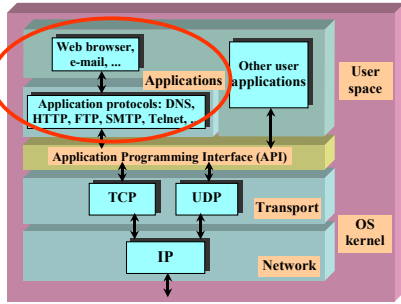 Web browser,
e-mail, ...
Other user
applications
Applications
User
space
Application protocols: DNS,
HTTP, FTP, SMTP, Telnet, ...
Application Programming Interface (API)
TCP
UDP
Transport
OS
kernel
IP
Network